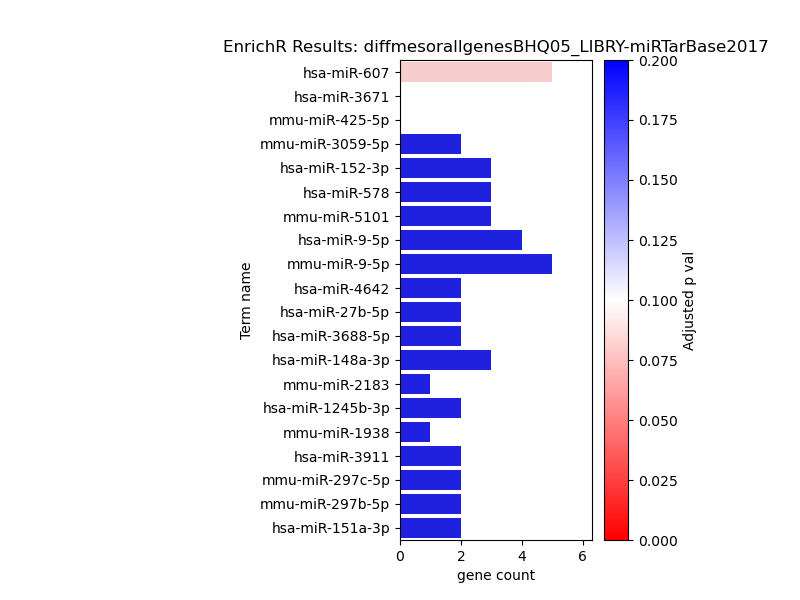 EnrichR Results: diffmesorallgenesBHQ05_LIBRY-miRTarBase2017
hsa-miR-607
hsa-miR-3671
mmu-miR-425-5p
mmu-miR-3059-5p
hsa-miR-152-3p
hsa-miR-578
mmu-miR-5101
hsa-miR-9-5p
mmu-miR-9-5p
hsa-miR-4642
hsa-miR-27b-5p
hsa-miR-3688-5p
hsa-miR-148a-3p
mmu-miR-2183
hsa-miR-1245b-3p
mmu-miR-1938
hsa-miR-3911
mmu-miR-297c-5p
mmu-miR-297b-5p
hsa-miR-151a-3p
Term name
0 2 4 6
gene count
0.200
0.175
0.150
0.125
0.100
0.075
0.050
0.025
0.000
Adjusted p val